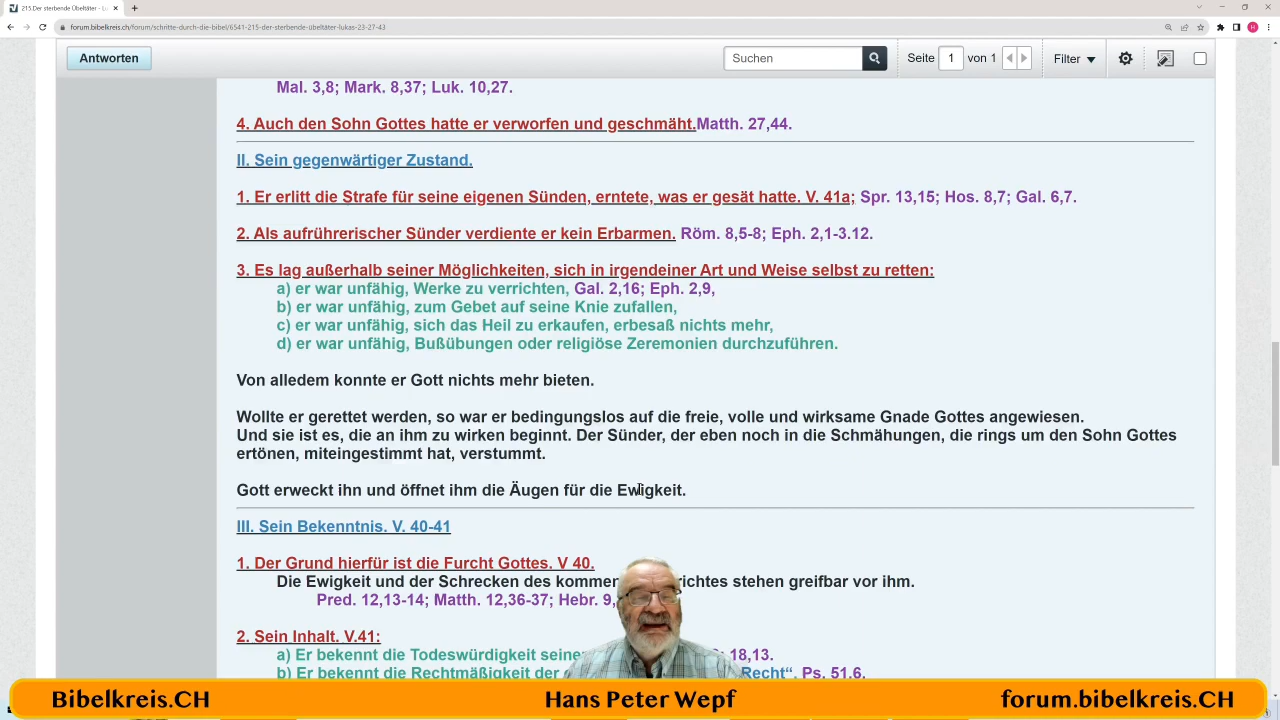 215.Der sterbende Übeltäter - Luk
forum.bibelkreis.ch/forum/schritte-durch-die-bibel/6541-215-der-sterbende-übeltäter-lukas-23-27-43
Antworten
Suchen
Seite 1 von 1
Filter
Mal. 3,8; Mark. 8,37; Luk. 10,27.
4. Auch den Sohn Gottes hatte er verworfen und geschmäht.Matth. 27,44.
II. Sein gegenwärtiger Zustand.
1. Er erlitt die Strafe für seine eigenen Sünden, erntete, was er gesät hatte. V. 41a; Spr. 13,15; Hos. 8,7; Gal. 6,7.
2. Als aufrührerischer Sünder verdiente er kein Erbarmen. Röm. 8,5-8; Eph. 2,1-3.12.
3. Es lag außerhalb seiner Möglichkeiten, sich in irgendeiner Art und Weise selbst zu retten:
a) er war unfähig, Werke zu verrichten, Gal. 2,16; Eph. 2,9,
b) er war unfähig, zum Gebet auf seine Knie zufallen,
c) er war unfähig, sich das Heil zu erkaufen, erbesaß nichts mehr,
d) er war unfähig, Bußübungen oder religiöse Zeremonien durchzuführen.
Von alledem konnte er Gott nichts mehr bieten.
Wollte er gerettet werden, so war er bedingungslos auf die freie, volle und wirksame Gnade Gottes angewiesen.
Und sie ist es, die an ihm zu wirken beginnt. Der Sünder, der eben noch in die Schmähungen, die rings um den Sohn Gottes
ertönen, miteingestimmt hat, verstummt.
Gott erweckt ihn und öffnet ihm die Äugen für die Ewigkeit.
III. Sein Bekenntnis. V. 40-41
1. Der Grund hierfür ist die Furcht Gottes. V 40.
Die Ewigkeit und der Schrecken des kommen richtes stehen greifbar vor ihm.
Pred. 12,13-14; Matth. 12,36-37; Hebr. 9,
2. Sein Inhalt. V.41:
a) Er bekennt die Todeswürdigkeit seine 18,13.
b) Er bekennt die Rechtmäßigkeit der Recht“. Ps. 51,6.
Bibelkreis.CH Hans Peter Wepf forum.bibelkreis.CH